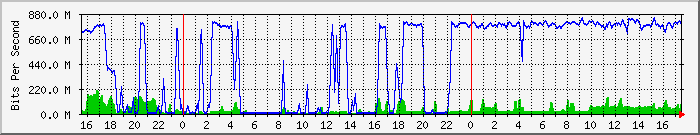 880.0 M
660.0 M
440.0 M
220.0 M
0.0 M
Bits Per Second
16 18 20 22 0 2 4 6 8 10 12 14 16 18 20 22 0 2 4 6 8 10 12 14 16